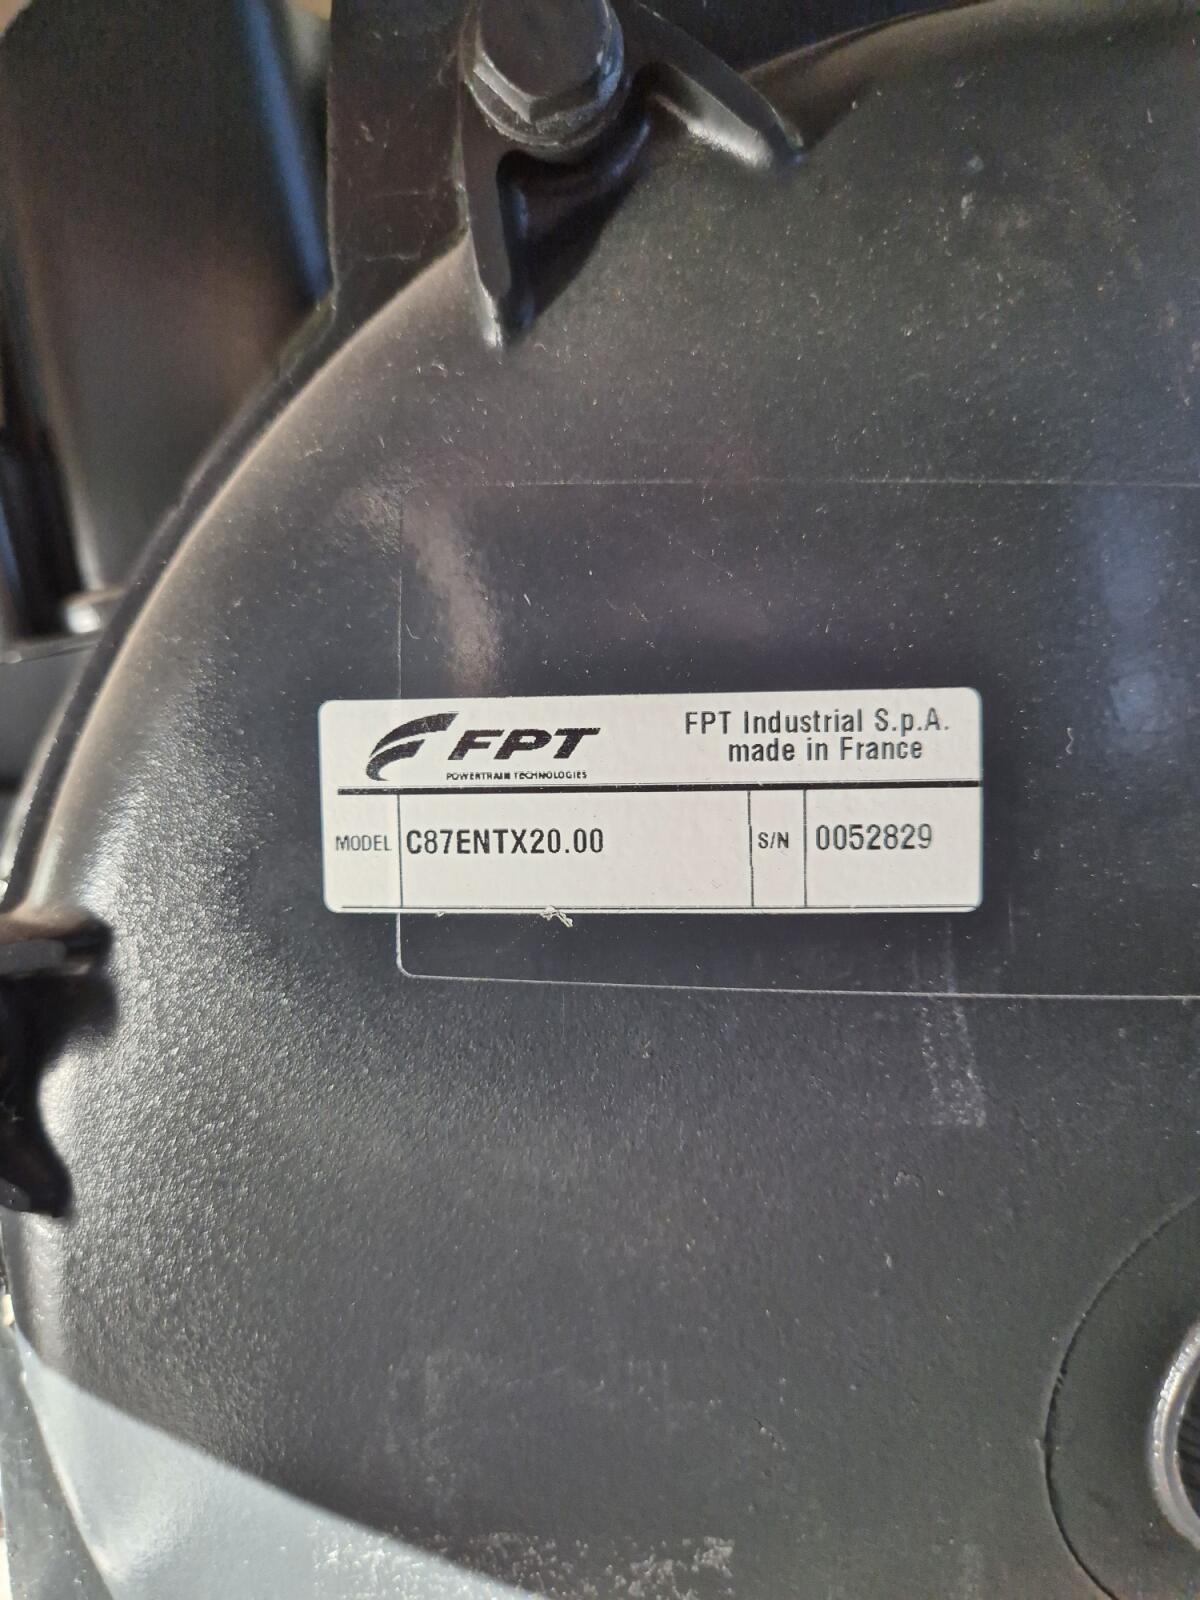 FPT
POWERTRAIN TECHNOLOGIES
FPT Industrial S.p.A.
made in France
MODEL C87ENTX20.00 S/N 0052829